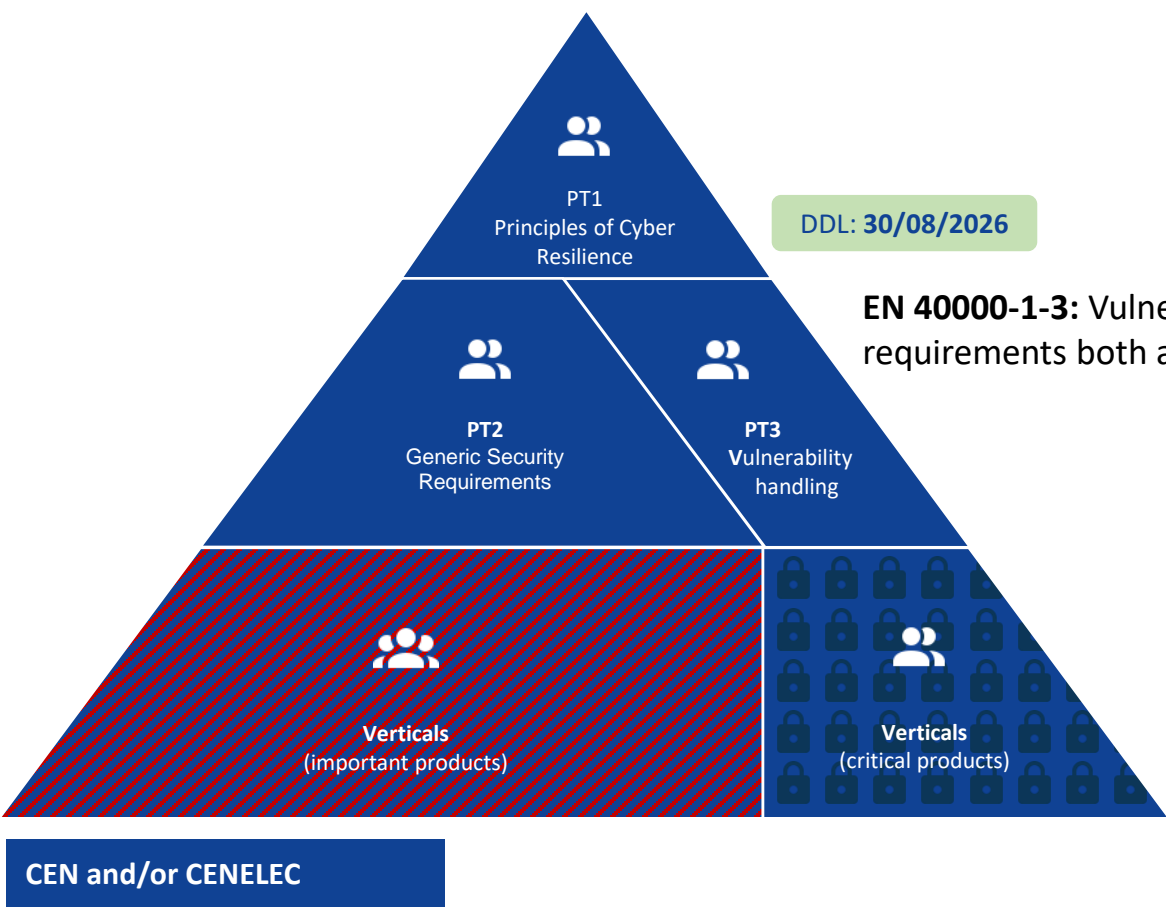 PT1
Principles of Cyber
Resilience
DDL: 30/08/2026
EN 40000-1-3:
requirements both
PT2
Generic Security
Requirements
PT3
Vulnerability
handling
Verticals
(important products)
Verticals
(critical products)
CEN and/or CENELEC